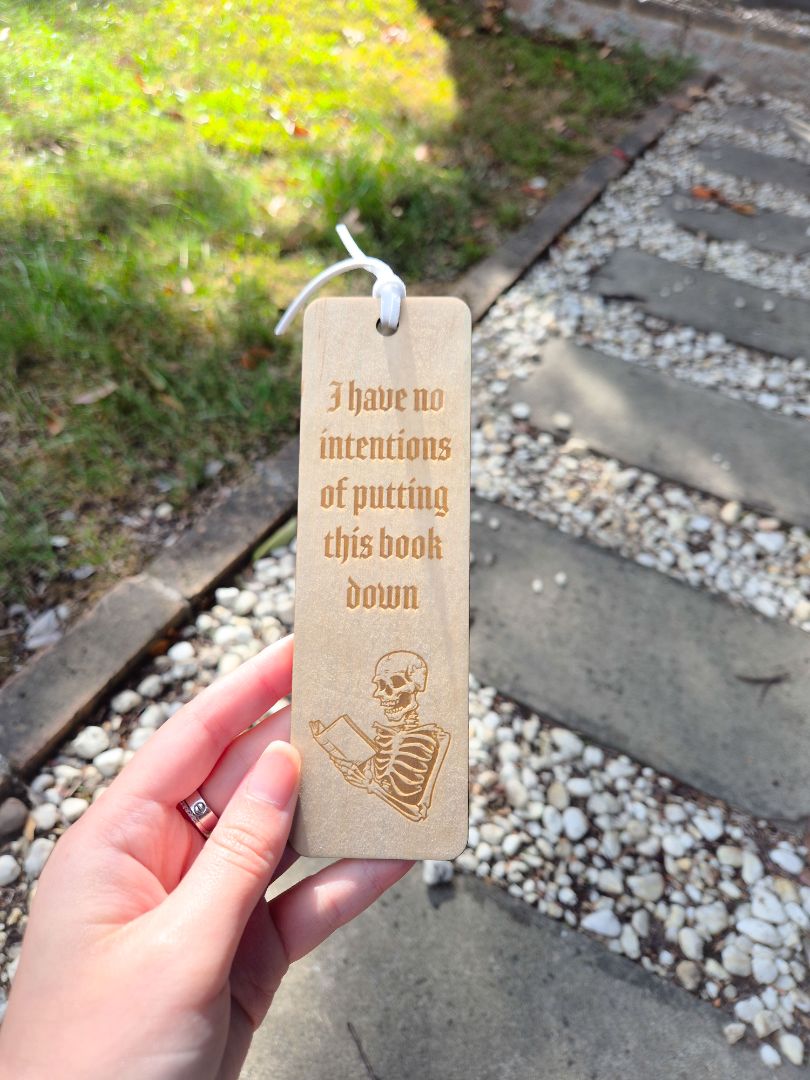 I have no
intentions
of putting
this book
down